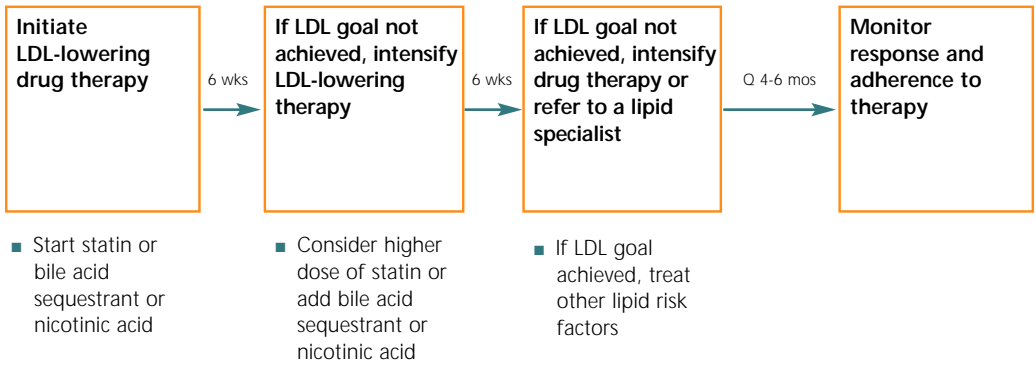 Initiate
LDL-lowering
drug therapy
6 wks
If LDL goal not
achieved, intensify
LDL-lowering
therapy
6 wks
If LDL goal not
achieved, intensify
drug therapy or
refer to a lipid
specialist
Q 4-6 mos
Monitor
response and
adherence to
therapy
■ Start statin or
bile acid
sequestrant or
nicotinic acid
■ Consider higher
dose of statin or
add bile acid
sequestrant or
nicotinic acid
■ If LDL goal
achieved, treat
other lipid risk
factors